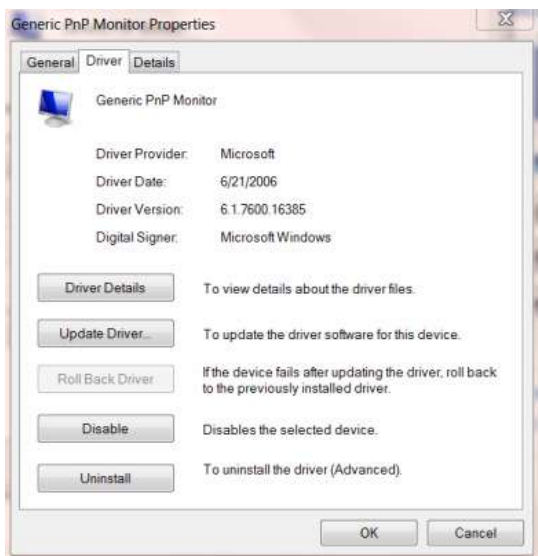 Generic PnP Monitor Properties
General Driver Details
Generic PnP Monitor
Driver Provider: Microsoft
Driver Date: 6/21/2006
Driver Version: 6.1.7600.16385
Digital Signer: Microsoft Windows
Driver Details To view details about the driver files.
Update Driver... To update the driver software for this device.
Roll Back Driver If the device fails after updating the driver, roll back
to the previously installed driver.
Disable Disables the selected device.
Uninstall To uninstall the driver (Advanced).
OK Cancel